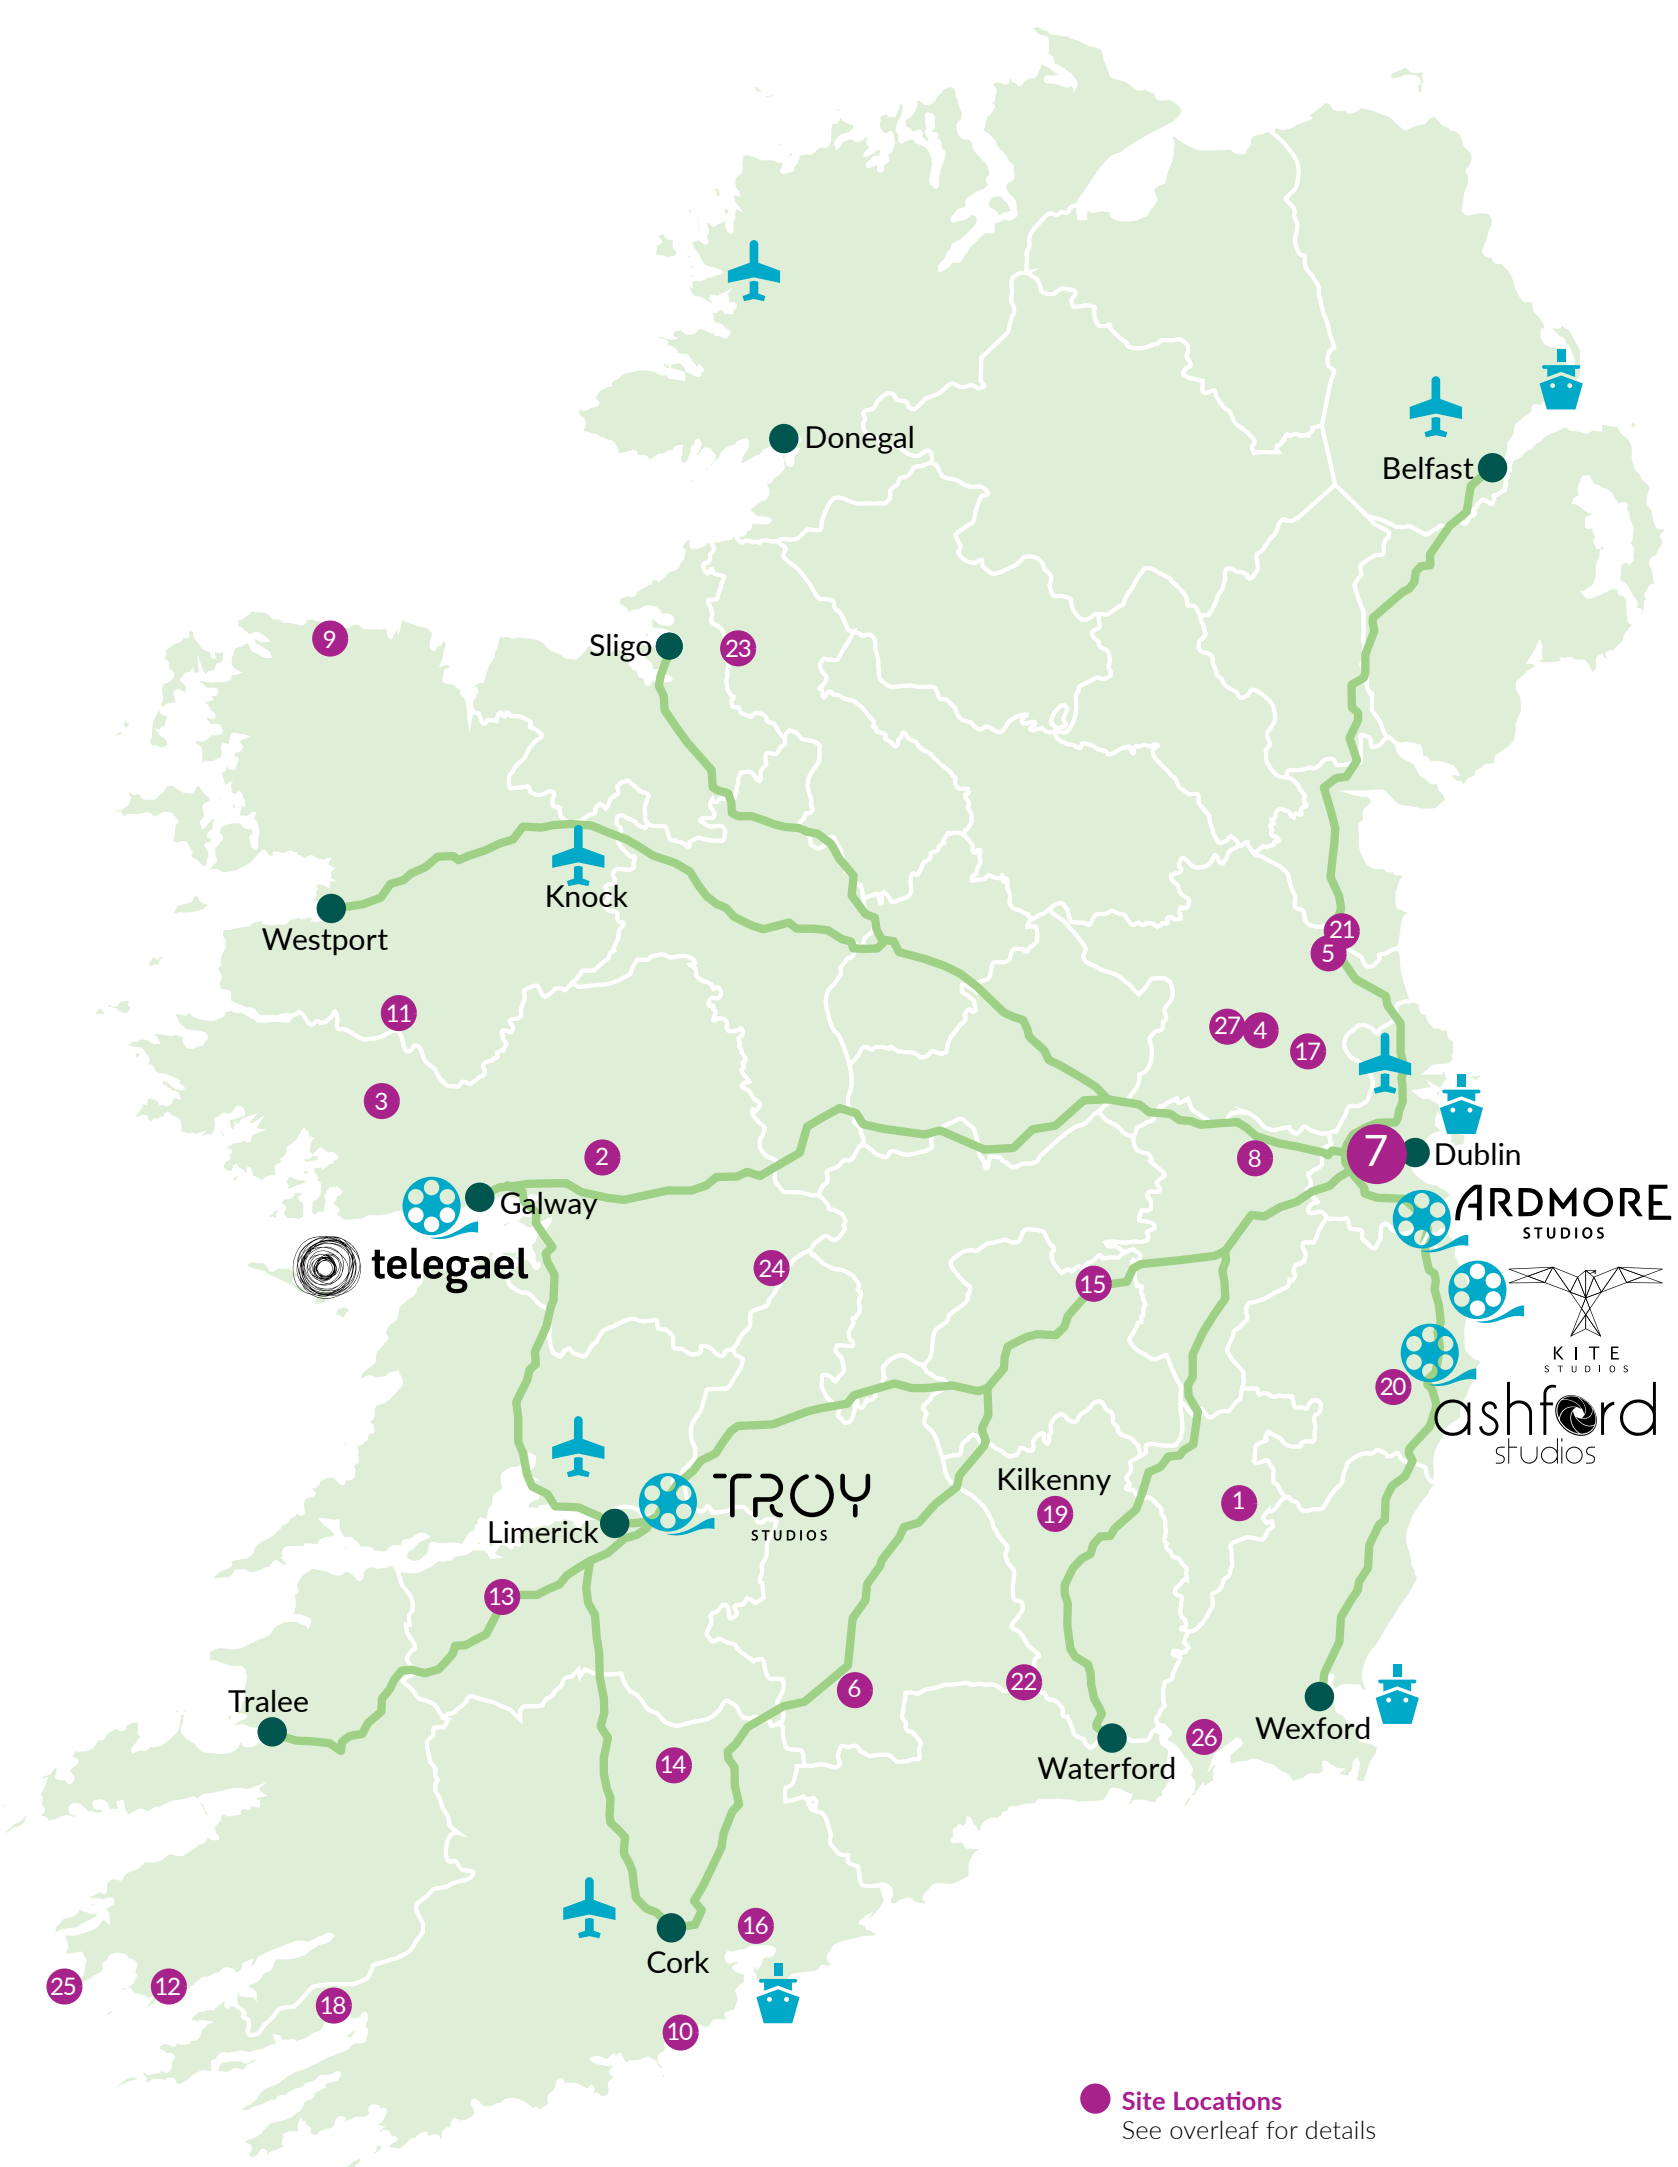 Donegal
Belfast
9
Sligo
23
Knock
Westport
21
5
11
27
4
17
3
2
8
7
Dublin
Galway
ARDMORE
STUDIOS
telegael
24
15
KITE
STUDIOS
20
ashford
studios
Kilkenny
TROY
STUDIOS
19
1
Limerick
13
22
6
Tralee
Wexford
26
Waterford
14
16
Cork
25
12
18
10
Site Locations
See overleaf for details